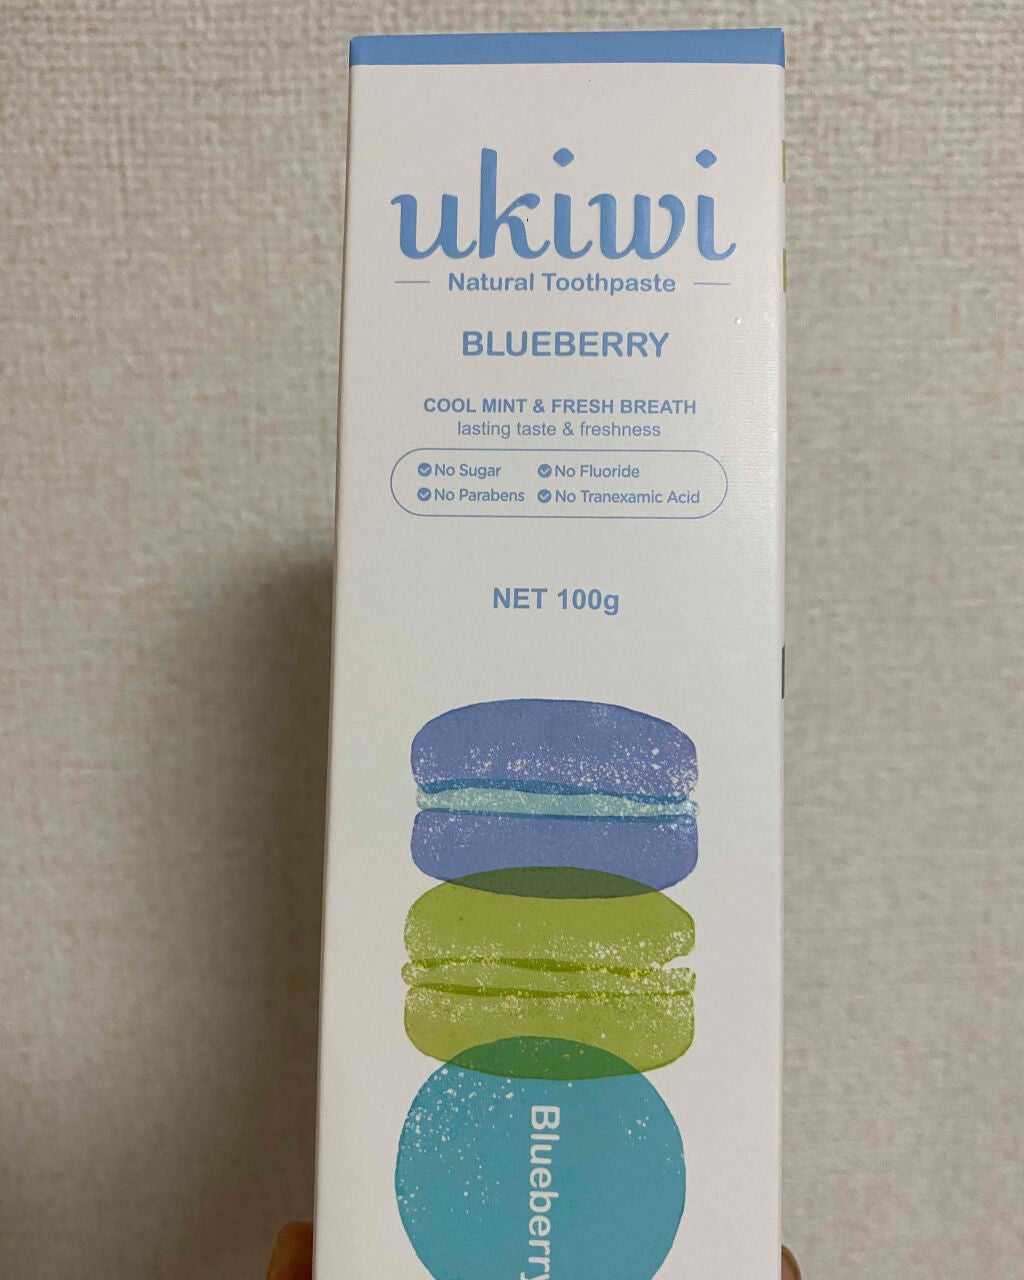 ukiwi
Natural Toothpaste
BLUEBERRY
COOL MINT & FRESH BREATH
lasting taste & freshness
No Sugar No Fluoride
No Parabens No Tranexamic Acid
NET 100g
Blueberry